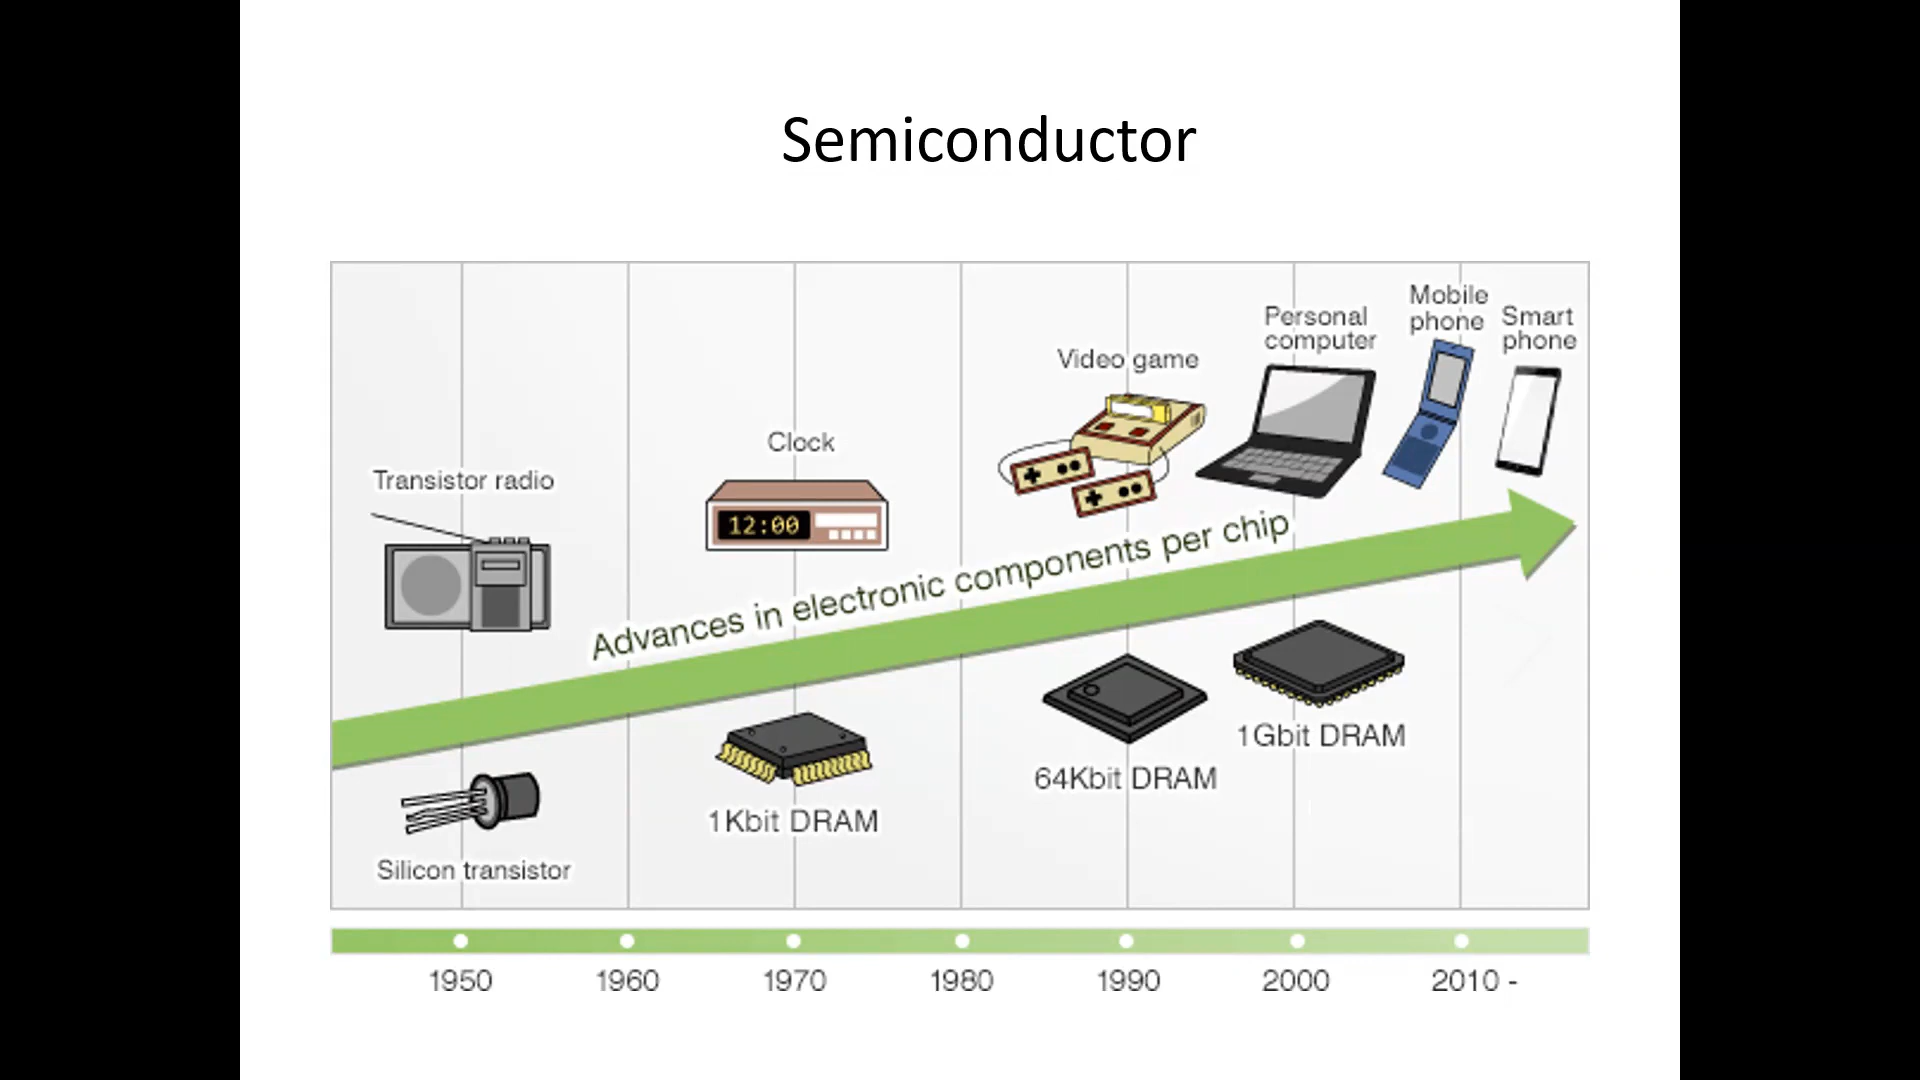 Semiconductor
Mobile
phone
Smart
phone
Personal
computer
Video game
Clock
12:00
Transistor radio
Advances in electronic components per chip
1Gbit DRAM
64Kbit DRAM
1Kbit DRAM
Silicon transistor
1950 1960 1970 1980 1990 2000 2010 -